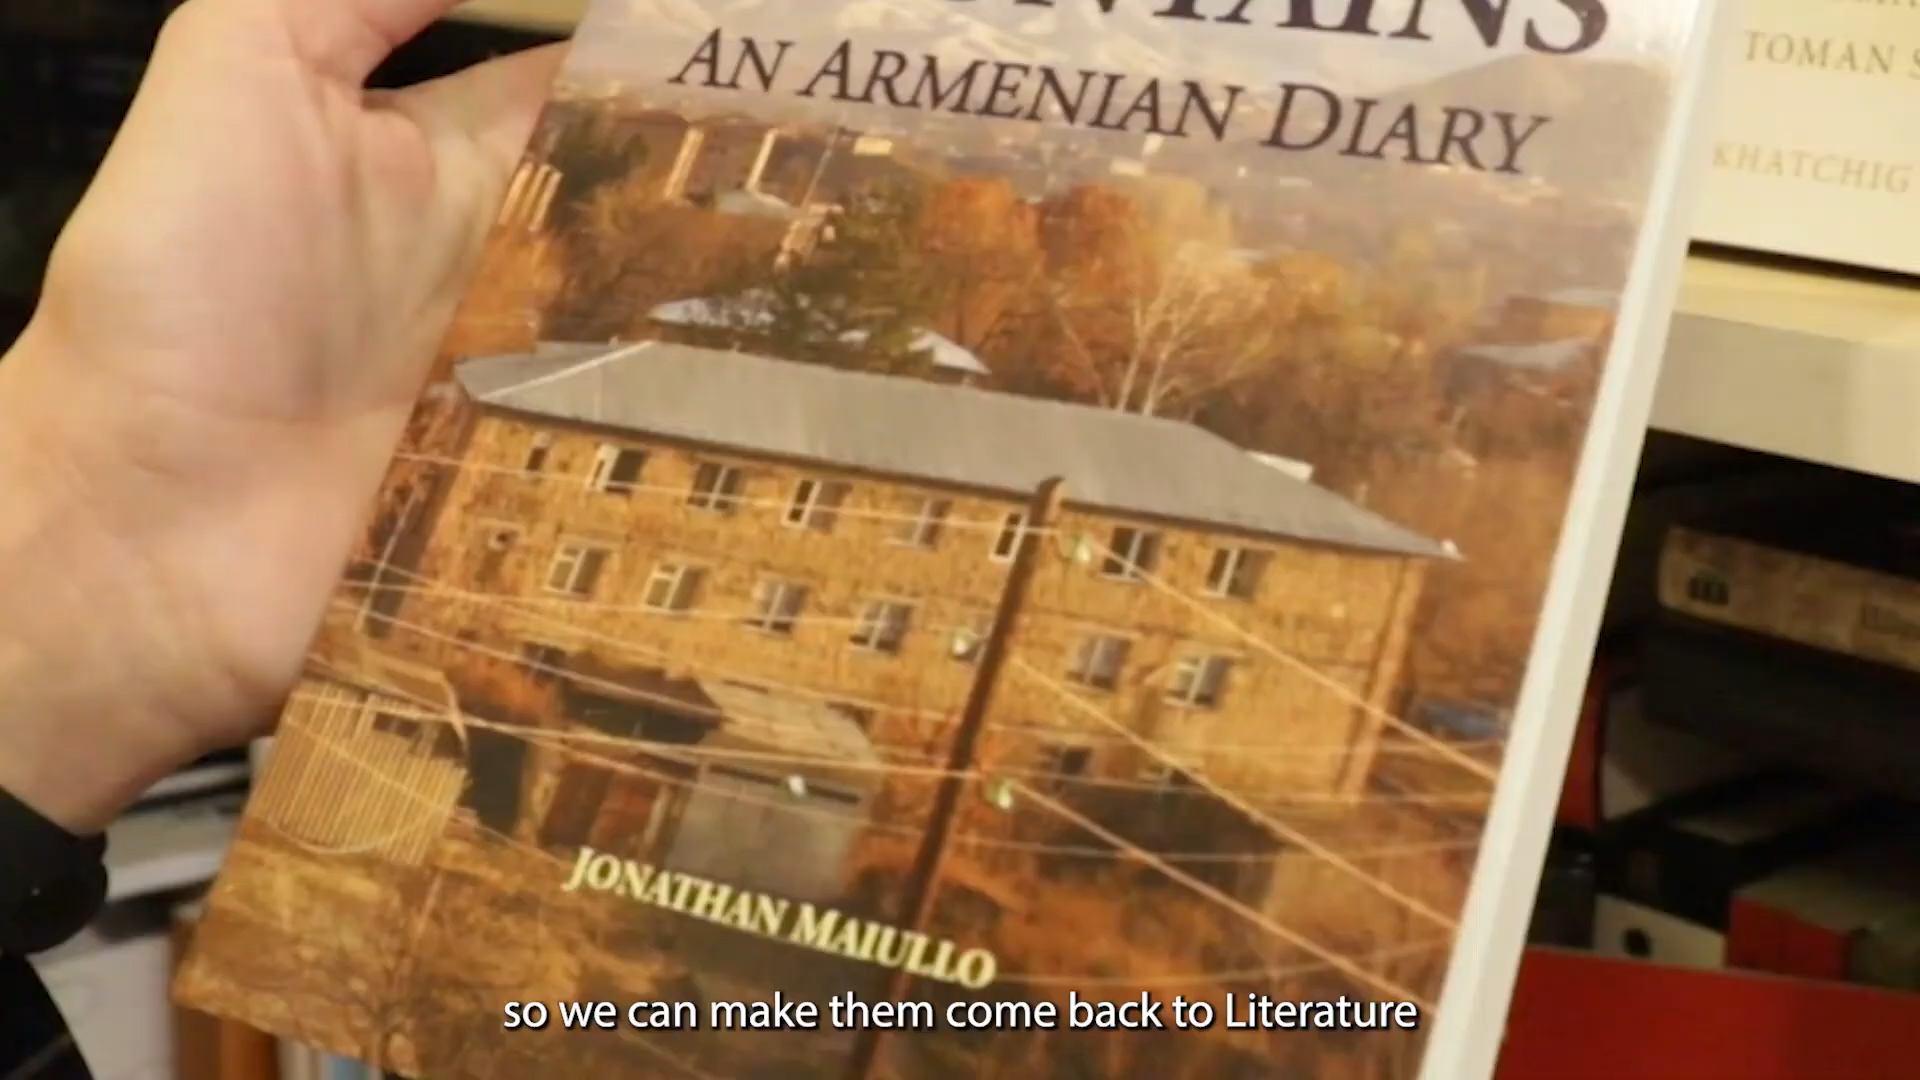 AN ARMENIAN DIARY
TOMAN
KHATCHIG
JONATHAN MAIULLO
so we can make them come back to Literature